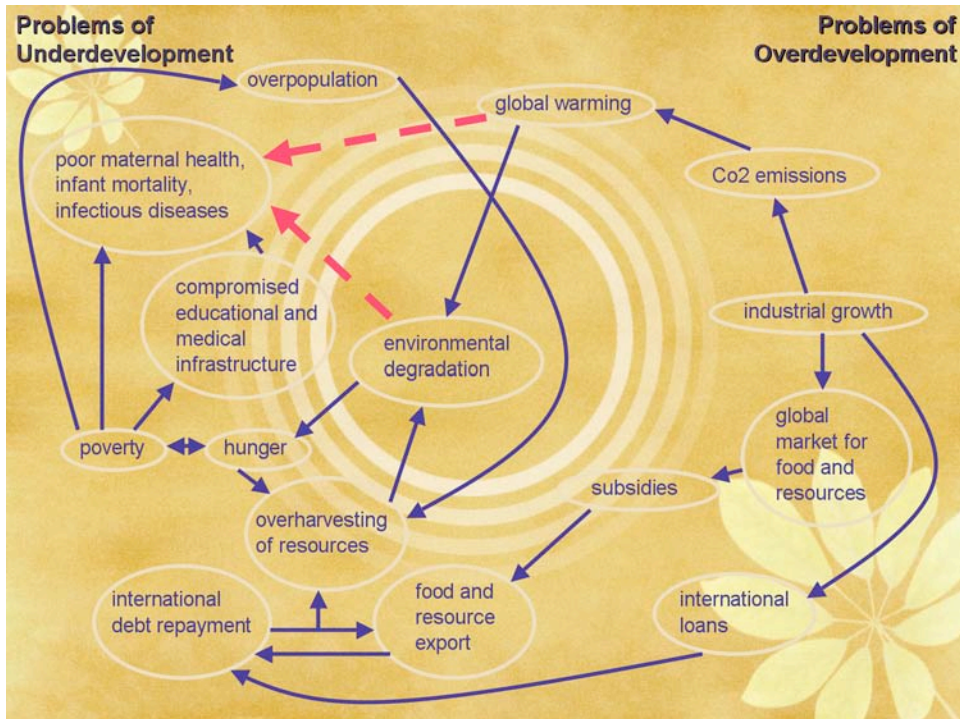 Problems of
Underdevelopment
Problems of
Overdevelopment
overpopulation
global warming
poor maternal health,
infant mortality,
infectious diseases
Co2 emissions
compromised
educational and
medical
infrastructure
industrial growth
environmental
degradation
global
market for
food and
resources
poverty
hunger
subsidies
overharvesting
of resources
international
debt repayment
food and
resource
export
international
loans